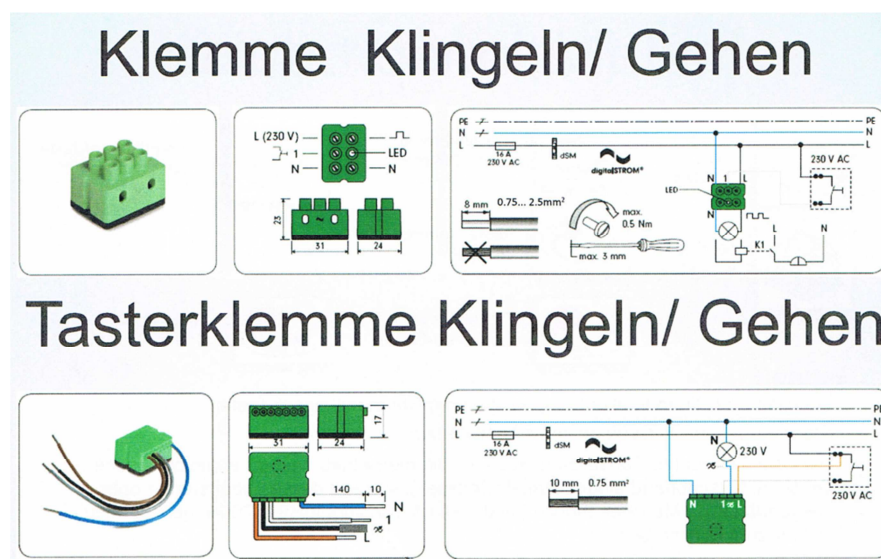 Klemme Klingeln/ Gehen
L (230 V)
1
N
LED
N
23
31
24
PE
N
L
16 A
230 V AC
dSM
digitalSTROM®
PE
N
L
230 V AC
N 1 L
LED
N
8 mm
0.75... 2.5mm²
max.
0.5 Nm
max. 3 mm
L
N
K1
Tasterklemme Klingeln/ Gehen
31
24
17
140
10
N
1
L
PE
N
L
16 A
230 V AC
dSM
digitalSTROM®
PE
N
L
N
230 V
10 mm
0.75 mm²
N
1
L
230 V AC